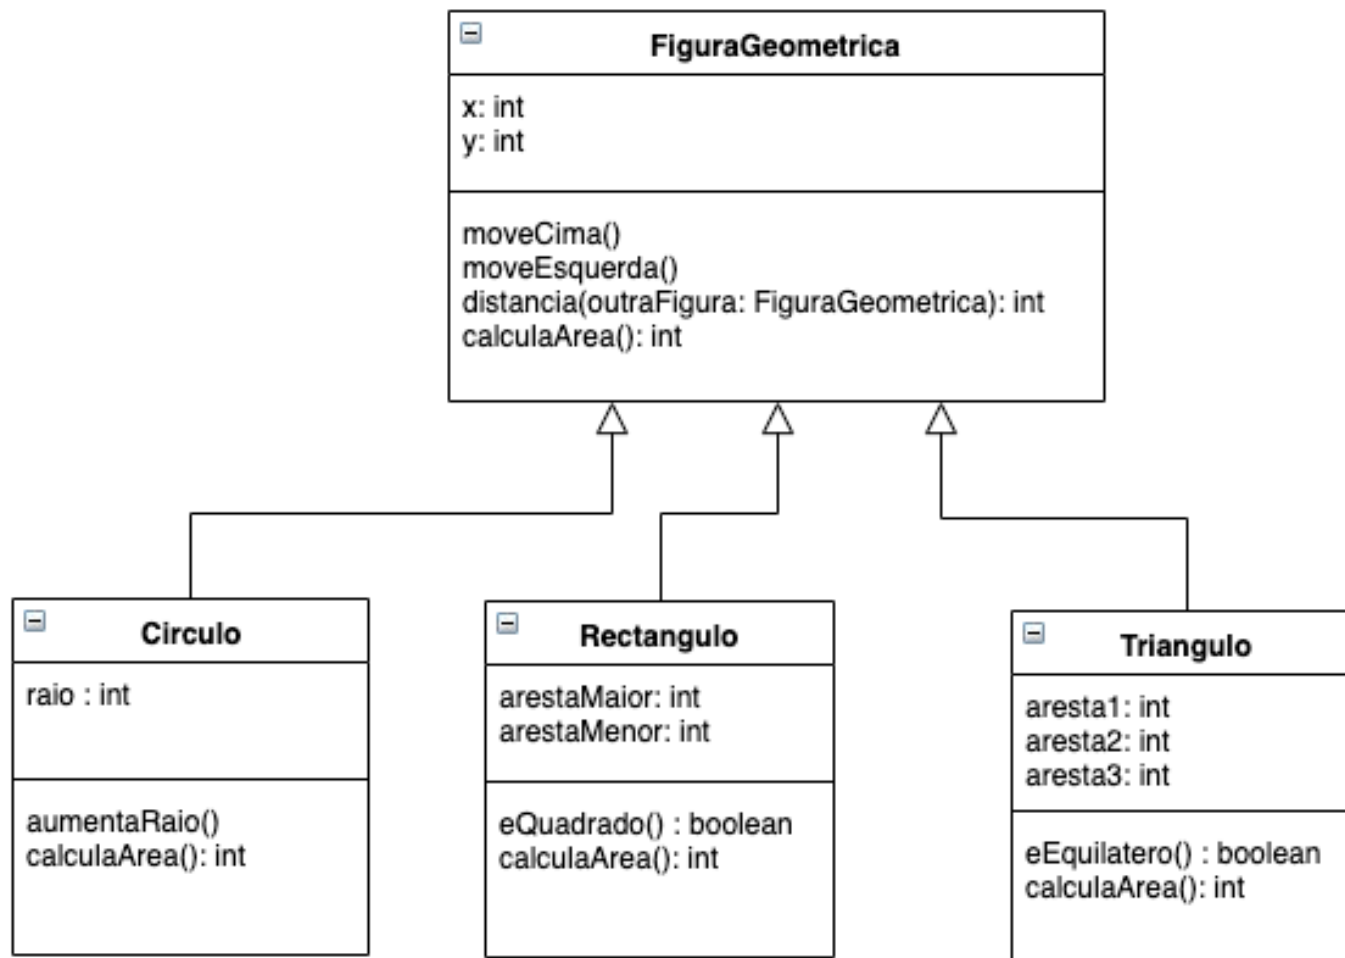 FiguraGeometrica
x: int
y: int
moveCima()
moveEsquerda()
distancia(outraFigura: FiguraGeometrica): int
calculaArea(): int
Circulo
raio : int
aumentaRaio()
calculaArea(): int
Rectangulo
arestaMaior: int
arestaMenor: int
eQuadrado() : boolean
calculaArea(): int
Triangulo
aresta1: int
aresta2: int
aresta3: int
eEquilatero() : boolean
calculaArea(): int